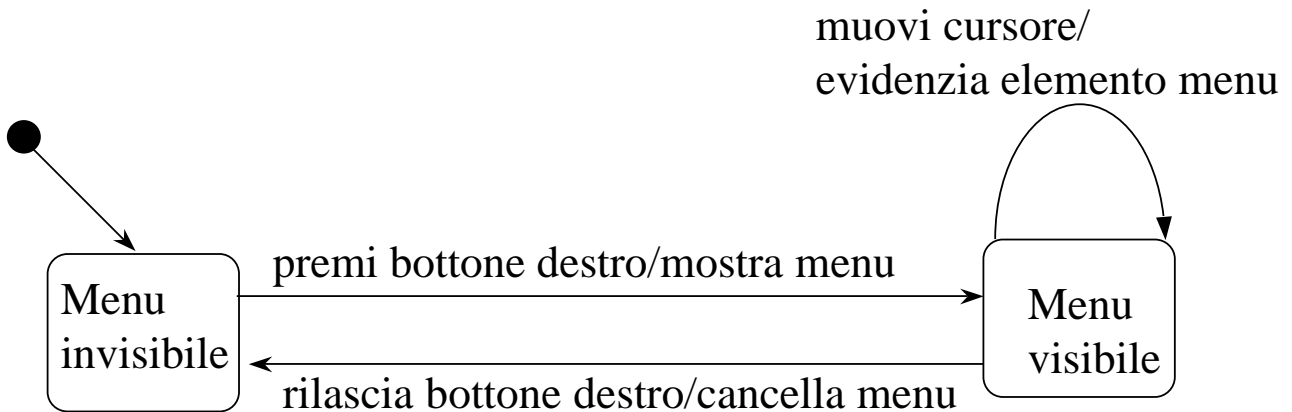 muovi cursore/
evidenzia elemento menu
premi bottone destro/mostra menu
Menu
invisibile
Menu
visibile
rilascia bottone destro/cancella menu